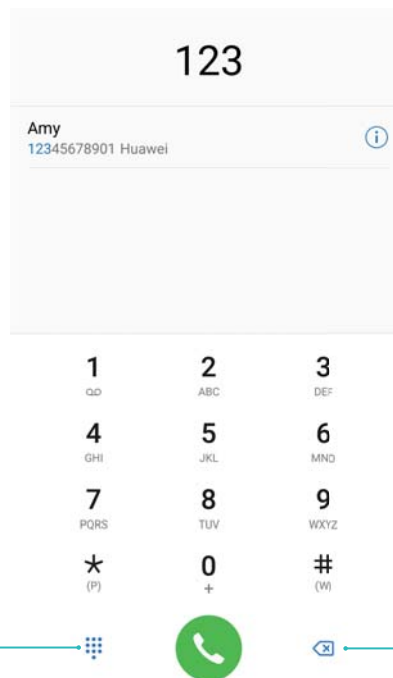 123
Amy
12345678901 Huawei
1 2 3
ABC DEF
4 5 6
GHI JKL MNO
7 8 9
PQRS TUV WXYZ
* 0 #
(P) + (W)